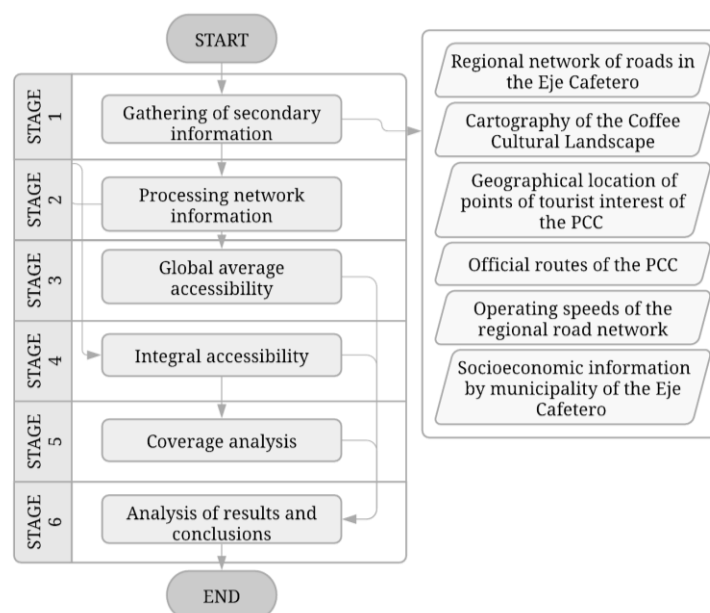 START
STAGE
1
Gathering of secondary
information
STAGE
2
Processing network
information
STAGE
3
Global average
accessibility
STAGE
4
Integral accessibility
STAGE
5
Coverage analysis
STAGE
6
Analysis of results and
conclusions
END
Regional network of roads in
the Eje Cafetero
Cartography of the Coffee
Cultural Landscape
Geographical location of
points of tourist interest
of the PCC
Official routes of the PCC
Operating speeds of the
regional road network
Socioeconomic information
by municipality of the Eje
Cafetero